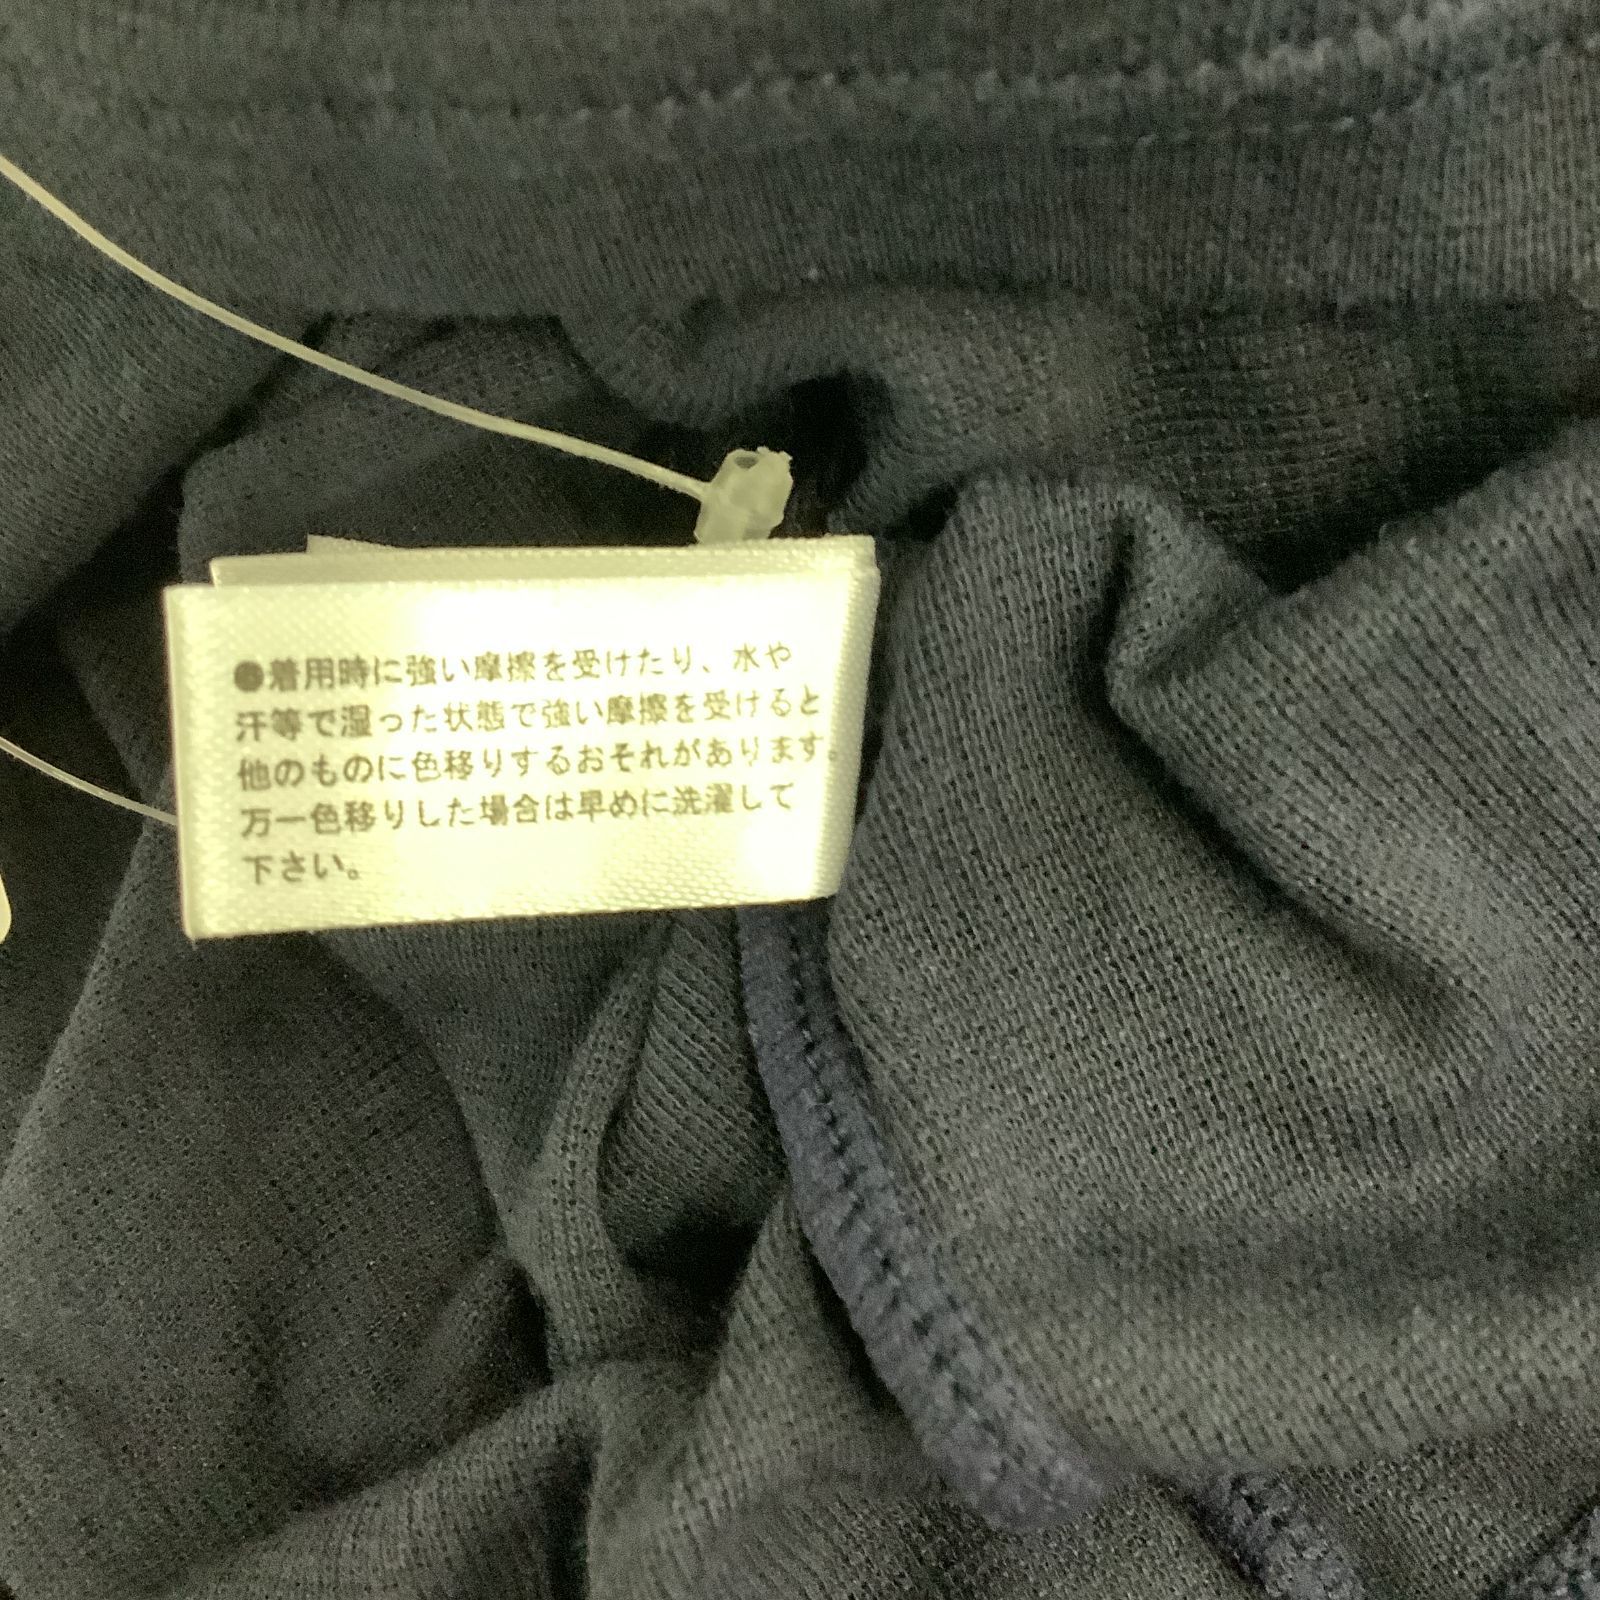 ●着用時に強い摩擦を受けたり、水や
汗等で湿った状態で強い摩擦を受けると
他のものに色移りするおそれがあります。
万一色移りした場合は早めに洗濯して
下さい。